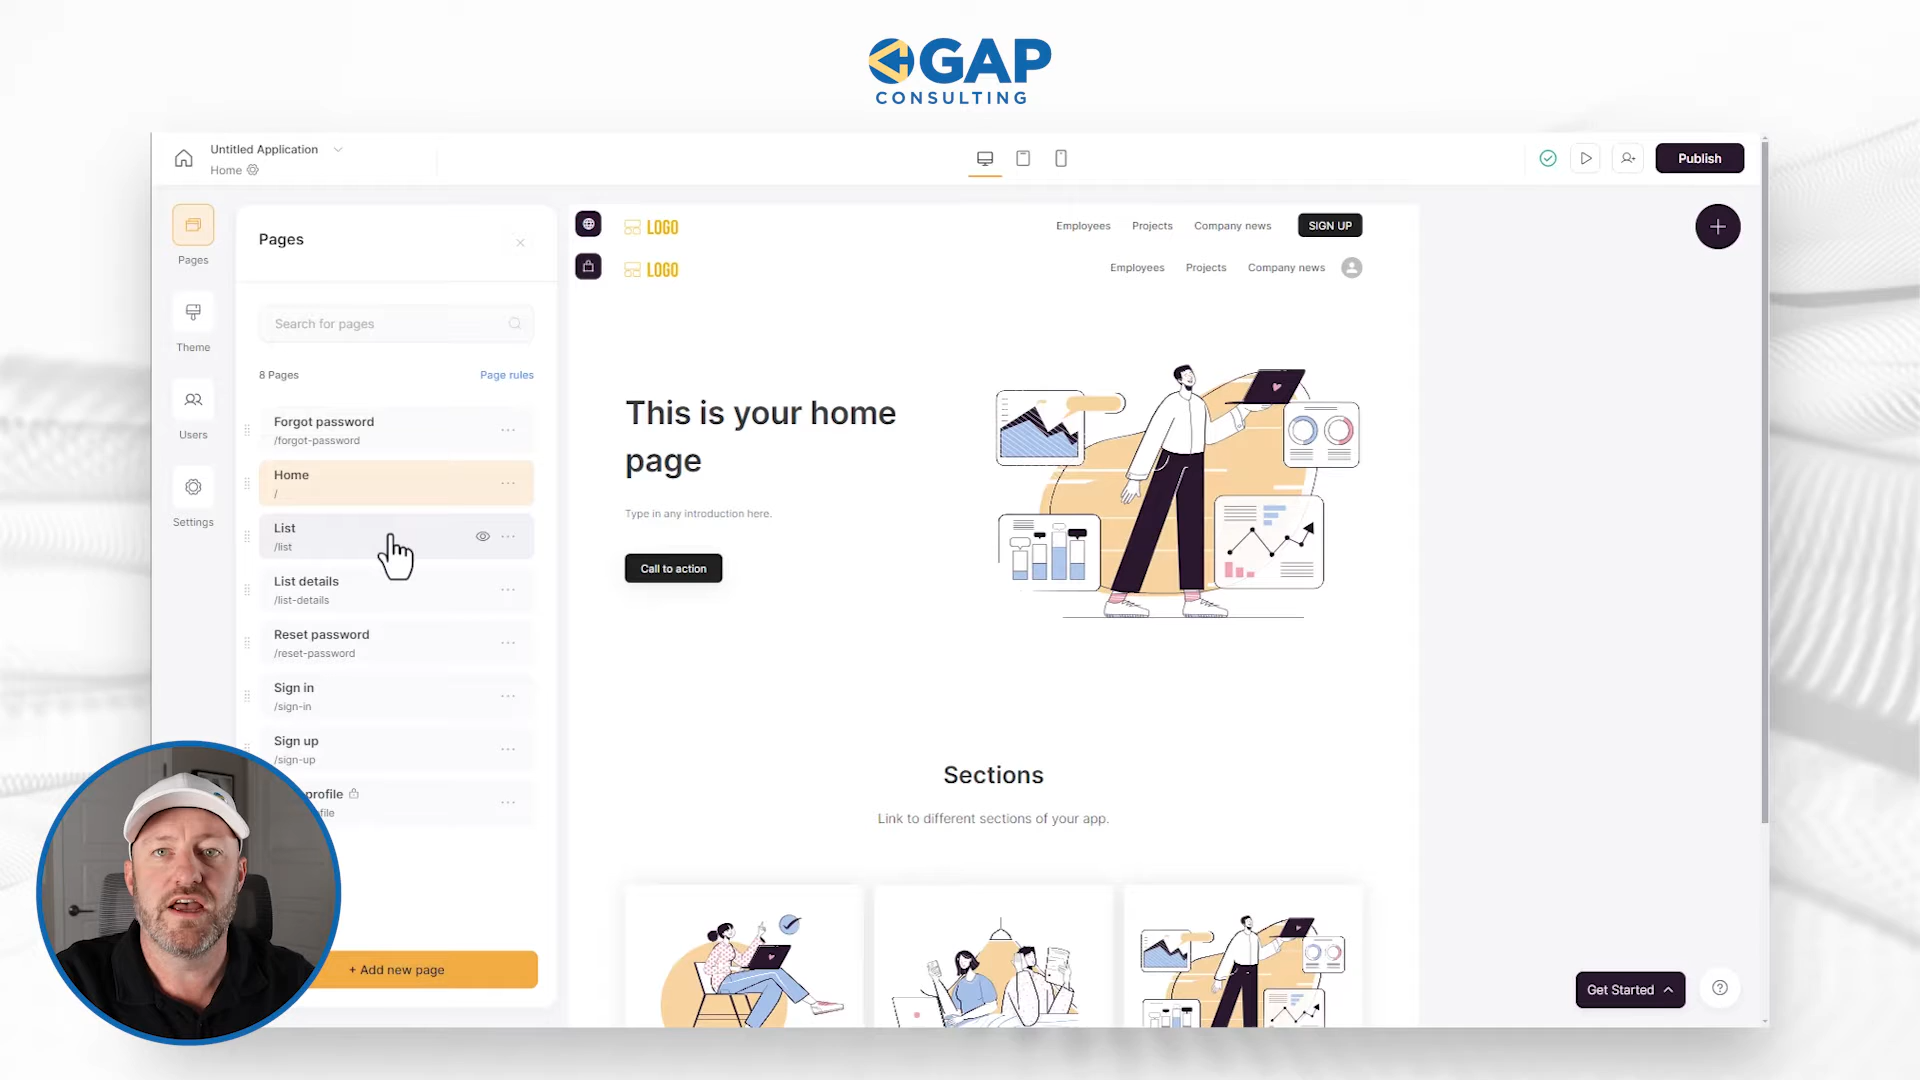 GAP
CONSULTING
Untitled Application
Home
Publish
Pages
Theme
Users
Settings
Pages
Search for pages
8 Pages
Page rules
Forgot password
/forgot-password
Home
/
List
/list
List details
/list-details
Reset password
/reset-password
Sign in
/sign-in
Sign up
/sign-up
profile
file
+ Add new page
LOGO
Employees
Projects
Company news
SIGN UP
LOGO
Employees
Projects
Company news
This is your home
page
Type in any introduction here.
Call to action
Sections
Link to different sections of your app.
Get Started